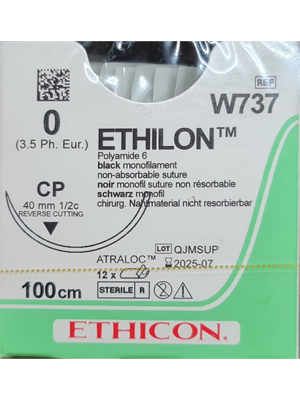 REF
W737
0
(3.5 Ph. Eur.)
ETHILON™
Polyamide 6
black monofilament
non-absorbable suture
noir monofil suture non résorbable
schwarz monofil
chirurg. Nahtmaterial nicht resorbierbar
CP
40 mm 1/2c
REVERSE CUTTING
LOT QJMSUP
ATRALOC™
2025-07
12 x
100cm
STERILE R
ETHICON